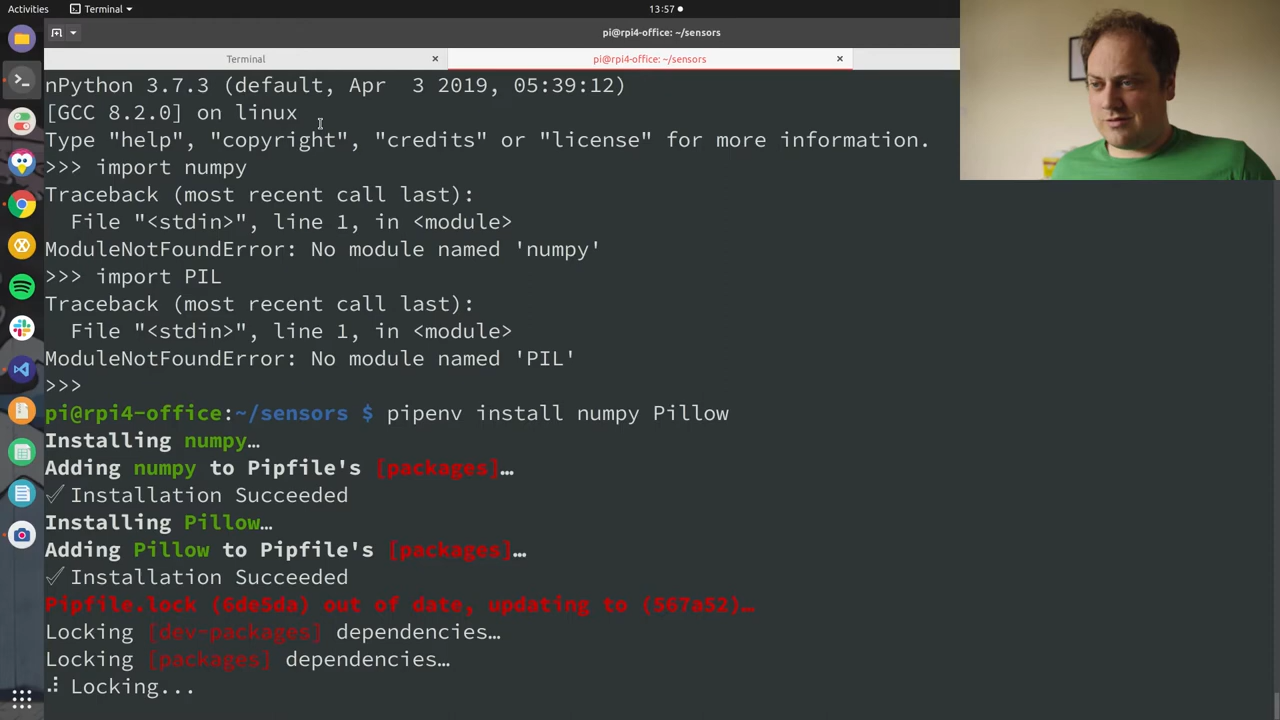 Activities
Terminal
13:57
pi@rpi4-office: ~/sensors
Terminal
pi@rpi4-office: ~/sensors
nPython 3.7.3 (default, Apr  3 2019, 05:39:12)
[GCC 8.2.0] on linux
Type "help", "copyright", "credits" or "license" for more information.
>>> import numpy
Traceback (most recent call last):
  File "<stdin>", line 1, in <module>
ModuleNotFoundError: No module named 'numpy'
>>> import PIL
Traceback (most recent call last):
  File "<stdin>", line 1, in <module>
ModuleNotFoundError: No module named 'PIL'
>>>
pi@rpi4-office:~/sensors $ pipenv install numpy Pillow
Installing numpy…
Adding numpy to Pipfile's [packages]…
✓ Installation Succeeded
Installing Pillow…
Adding Pillow to Pipfile's [packages]…
✓ Installation Succeeded
Pipfile.lock (6de5da) out of date, updating to (567a52)…
Locking [dev-packages] dependencies…
Locking [packages] dependencies…
⠼ Locking...